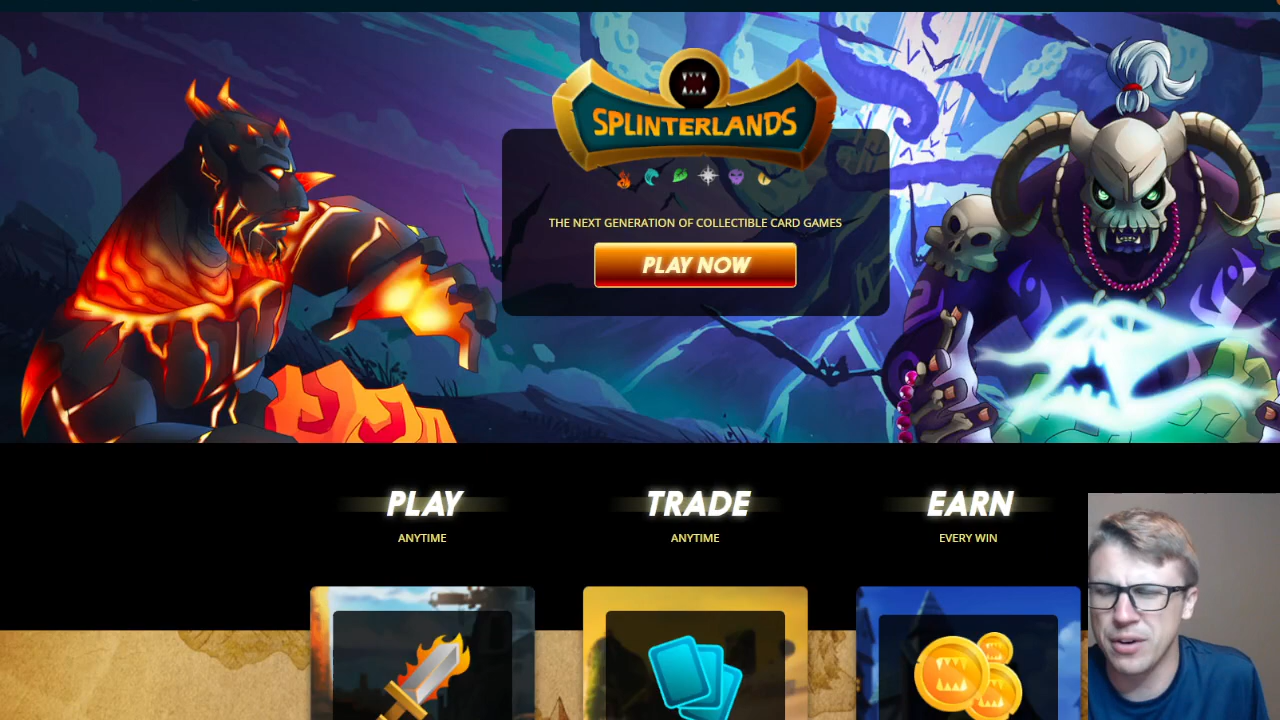 SPLINTERLANDS
THE NEXT GENERATION OF COLLECTIBLE CARD GAMES
PLAY NOW
PLAY
TRADE
EARN
ANYTIME
ANYTIME
EVERY WIN